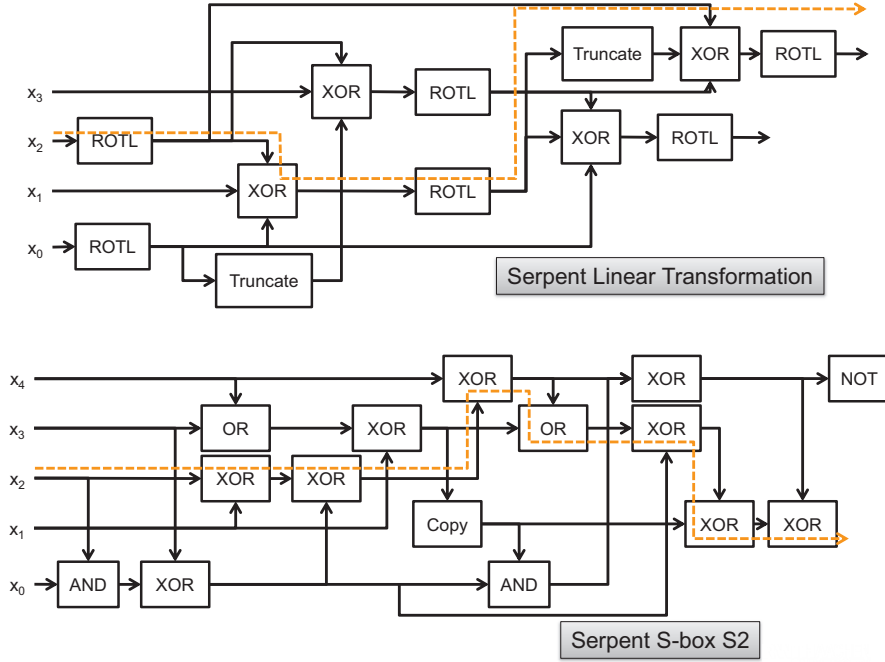 Truncate
XOR
ROTL
x3
XOR
ROTL
x2
ROTL
XOR
ROTL
x1
XOR
ROTL
x0
ROTL
Truncate
Serpent Linear Transformation
x4
XOR
XOR
NOT
x3
OR
XOR
OR
XOR
x2
XOR
XOR
x1
Copy
XOR
XOR
x0
AND
XOR
AND
Serpent S-box S2